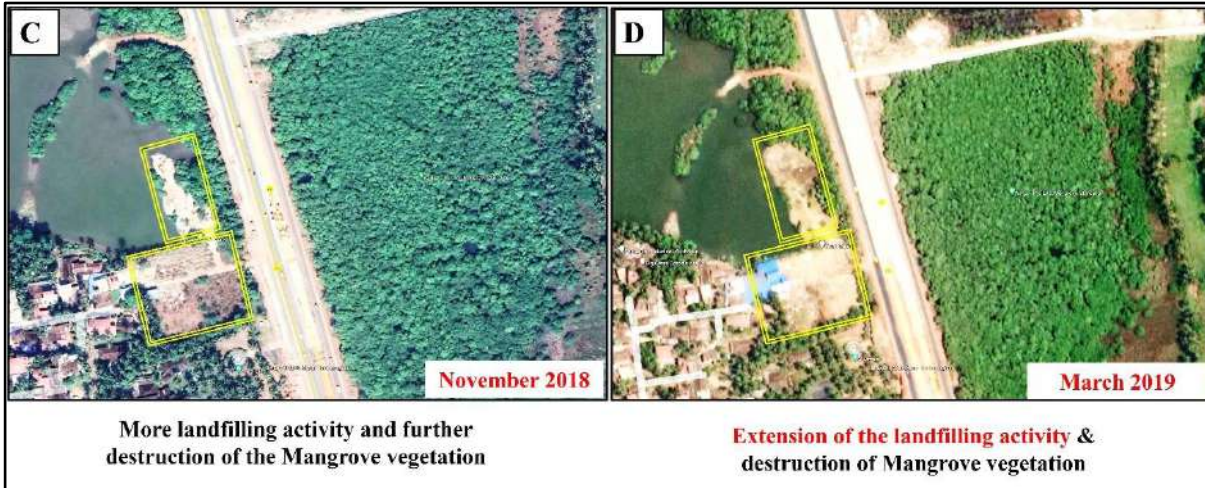 C
D
November 2018
March 2019
More landfilling activity and further
destruction of the Mangrove vegetation
Extension of the landfilling activity &
destruction of Mangrove vegetation